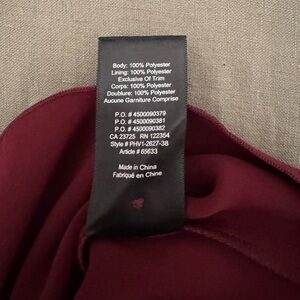 Body: 100% Polyester
Lining: 100% Polyester
Exclusive Of Trim
Corps: 100% Polyester
Doublure: 100% Polyester
Aucune Garniture Comprise
P.O. # 4500090379
P.O. # 4500090381
P.O. # 4500090382
CA 23725 RN 122354
Style # PHV1-2627-38
Article # 65633
Made in China
Fabriqué en Chine